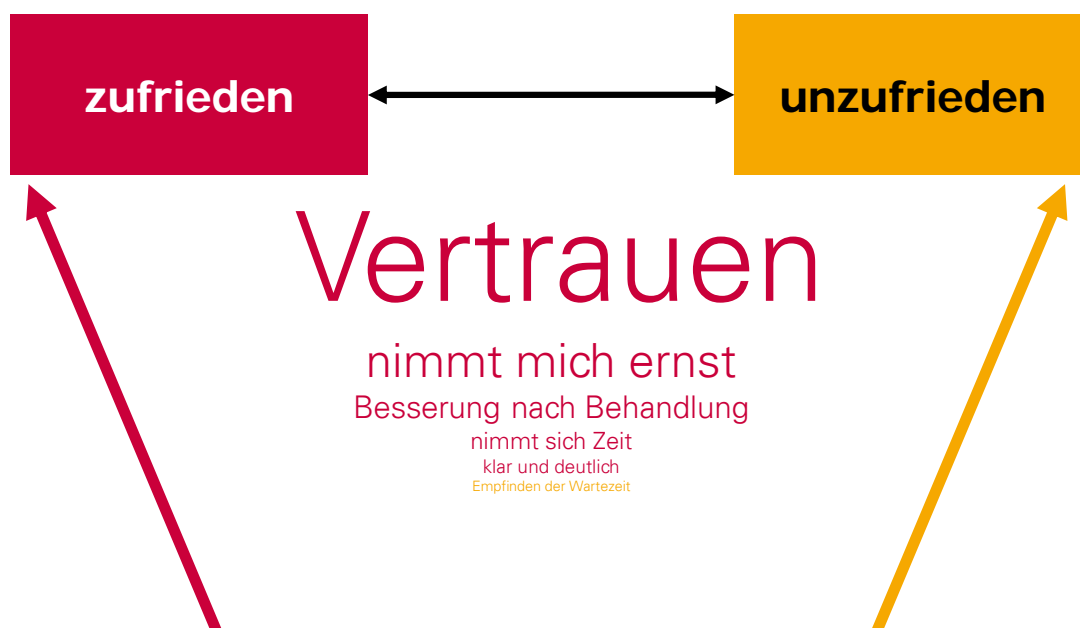 zufrieden
unzufrieden
Vertrauen
nimmt mich ernst
Besserung nach Behandlung
nimmt sich Zeit
klar und deutlich
Empfinden der Wartezeit